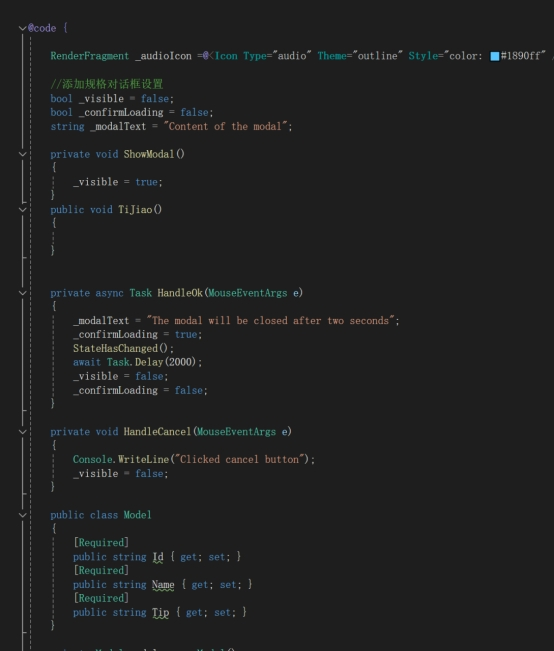 @code {
RenderFragment _audioIcon =@<Icon Type="audio" Theme="outline" Style="color: #1890ff" /
//添加规格对话框设置
bool _visible = false;
bool _confirmLoading = false;
string _modalText = "Content of the modal";
private void ShowModal()
{
_visible = true;
}
public void TiJiao()
{
}
private async Task HandleOk(MouseEventArgs e)
{
_modalText = "The modal will be closed after two seconds";
_confirmLoading = true;
StateHasChanged();
await Task.Delay(2000);
_visible = false;
_confirmLoading = false;
}
private void HandleCancel(MouseEventArgs e)
{
Console.WriteLine("Clicked cancel button");
_visible = false;
}
public class Model
{
[Required]
public string Id { get; set; }
[Required]
public string Name { get; set; }
[Required]
public string Tip { get; set; }
}